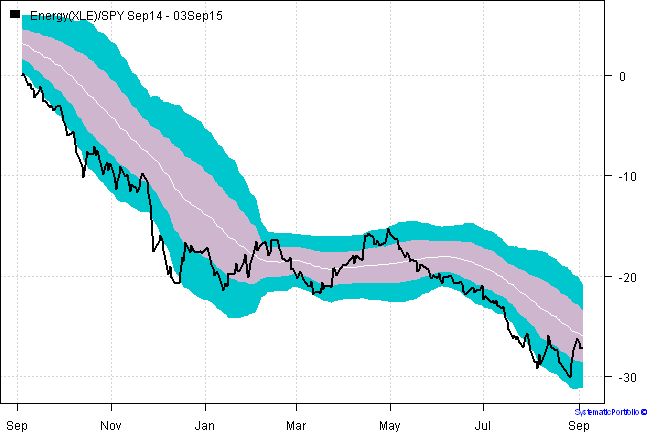 Energy(XLE)/SPY Sep14 - 03Sep15
0
-10
-20
-30
Sep Nov Jan Mar May Jul Sep
SystematicPortfolio ©